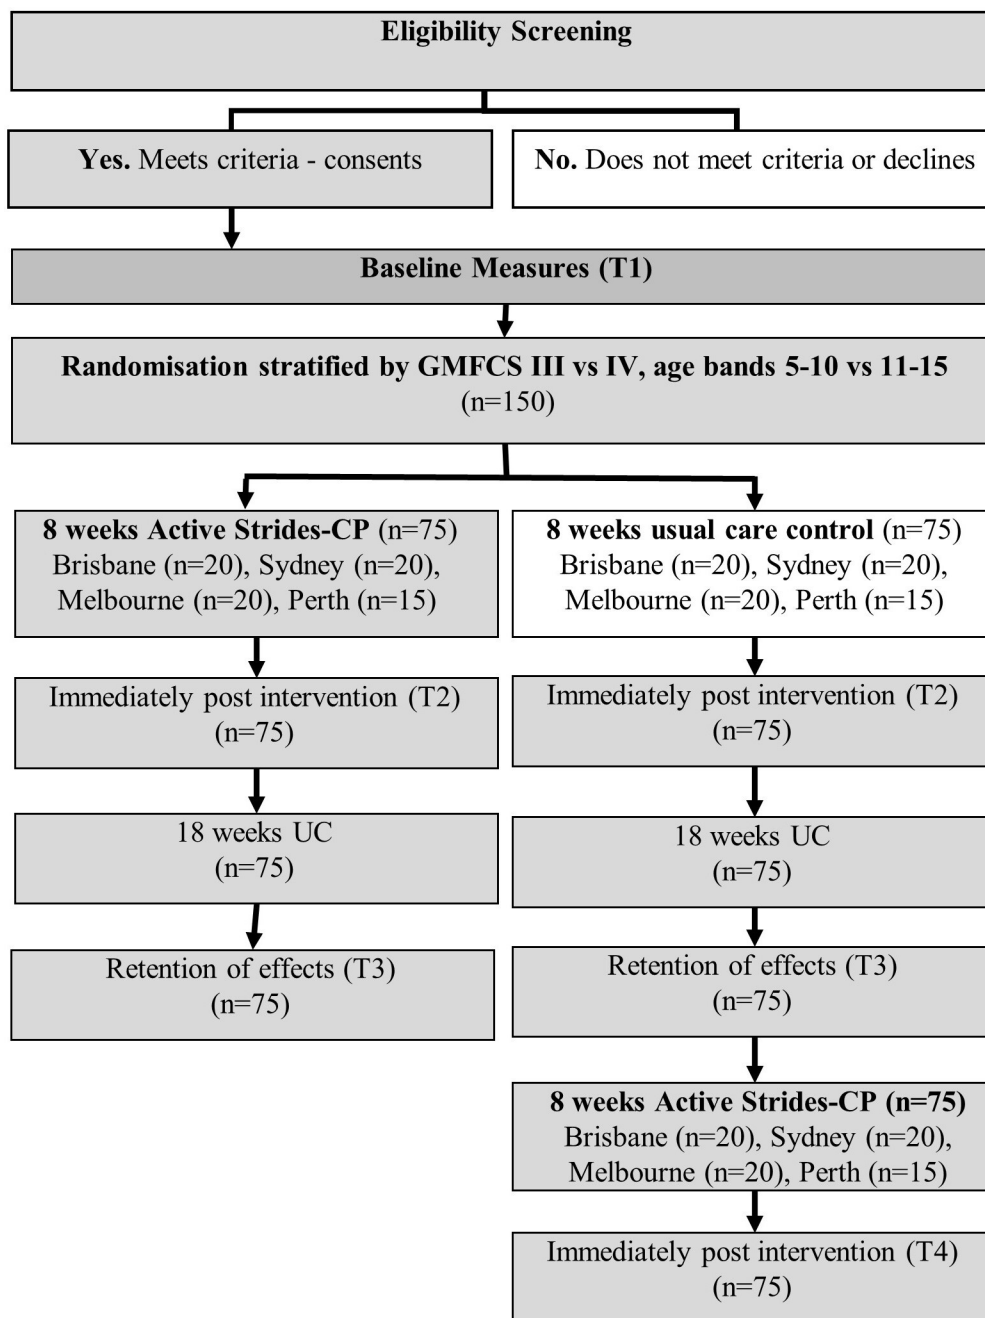 Eligibility Screening
Yes. Meets criteria - consents
No. Does not meet criteria or declines
Baseline Measures (T1)
Randomisation stratified by GMFCS III vs IV, age bands 5-10 vs 11-15
(n=150)
8 weeks Active Strides-CP (n=75)
Brisbane (n=20), Sydney (n=20),
Melbourne (n=20), Perth (n=15)
8 weeks usual care control (n=75)
Brisbane (n=20), Sydney (n=20),
Melbourne (n=20), Perth (n=15)
Immediately post intervention (T2)
(n=75)
Immediately post intervention (T2)
(n=75)
18 weeks UC
(n=75)
18 weeks UC
(n=75)
Retention of effects (T3)
(n=75)
Retention of effects (T3)
(n=75)
8 weeks Active Strides-CP (n=75)
Brisbane (n=20), Sydney (n=20),
Melbourne (n=20), Perth (n=15)
Immediately post intervention (T4)
(n=75)